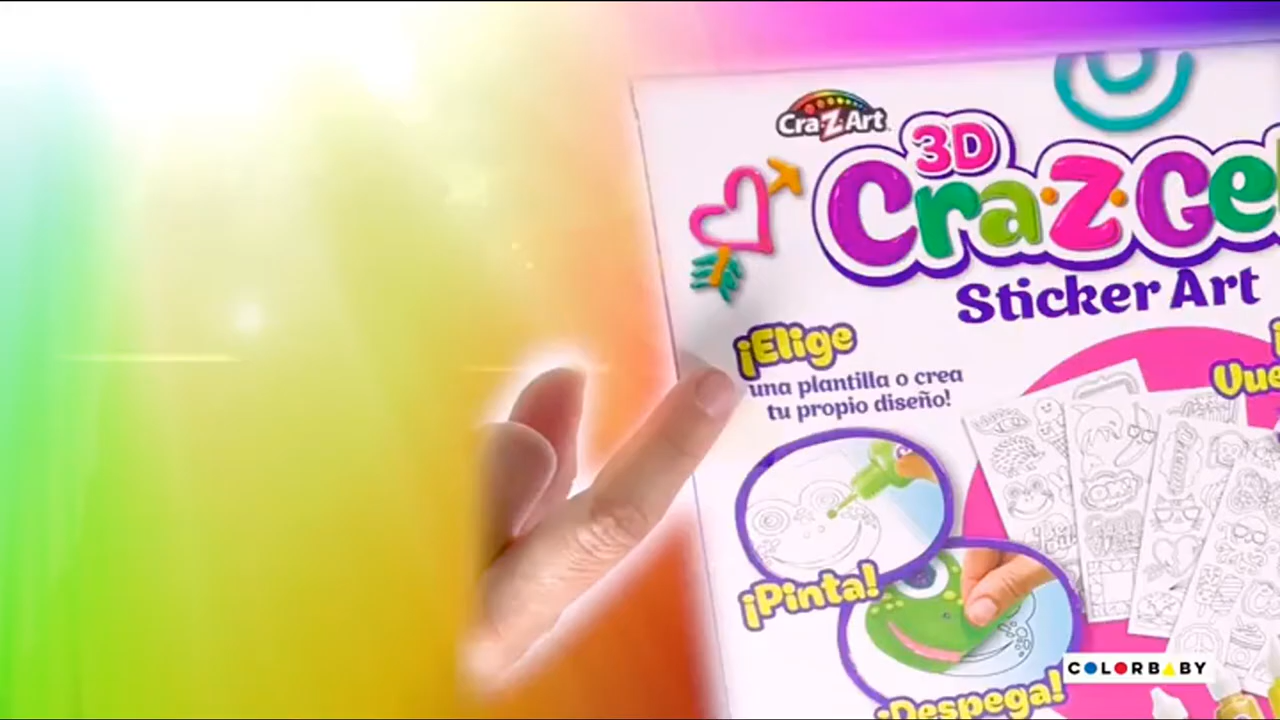 Cra-Z-Art
3D
Cra·Z·Gel
Sticker Art
¡Elige
una plantilla o crea
tu propio diseño!
¡Pinta!
¡Despega!
COLORBABY